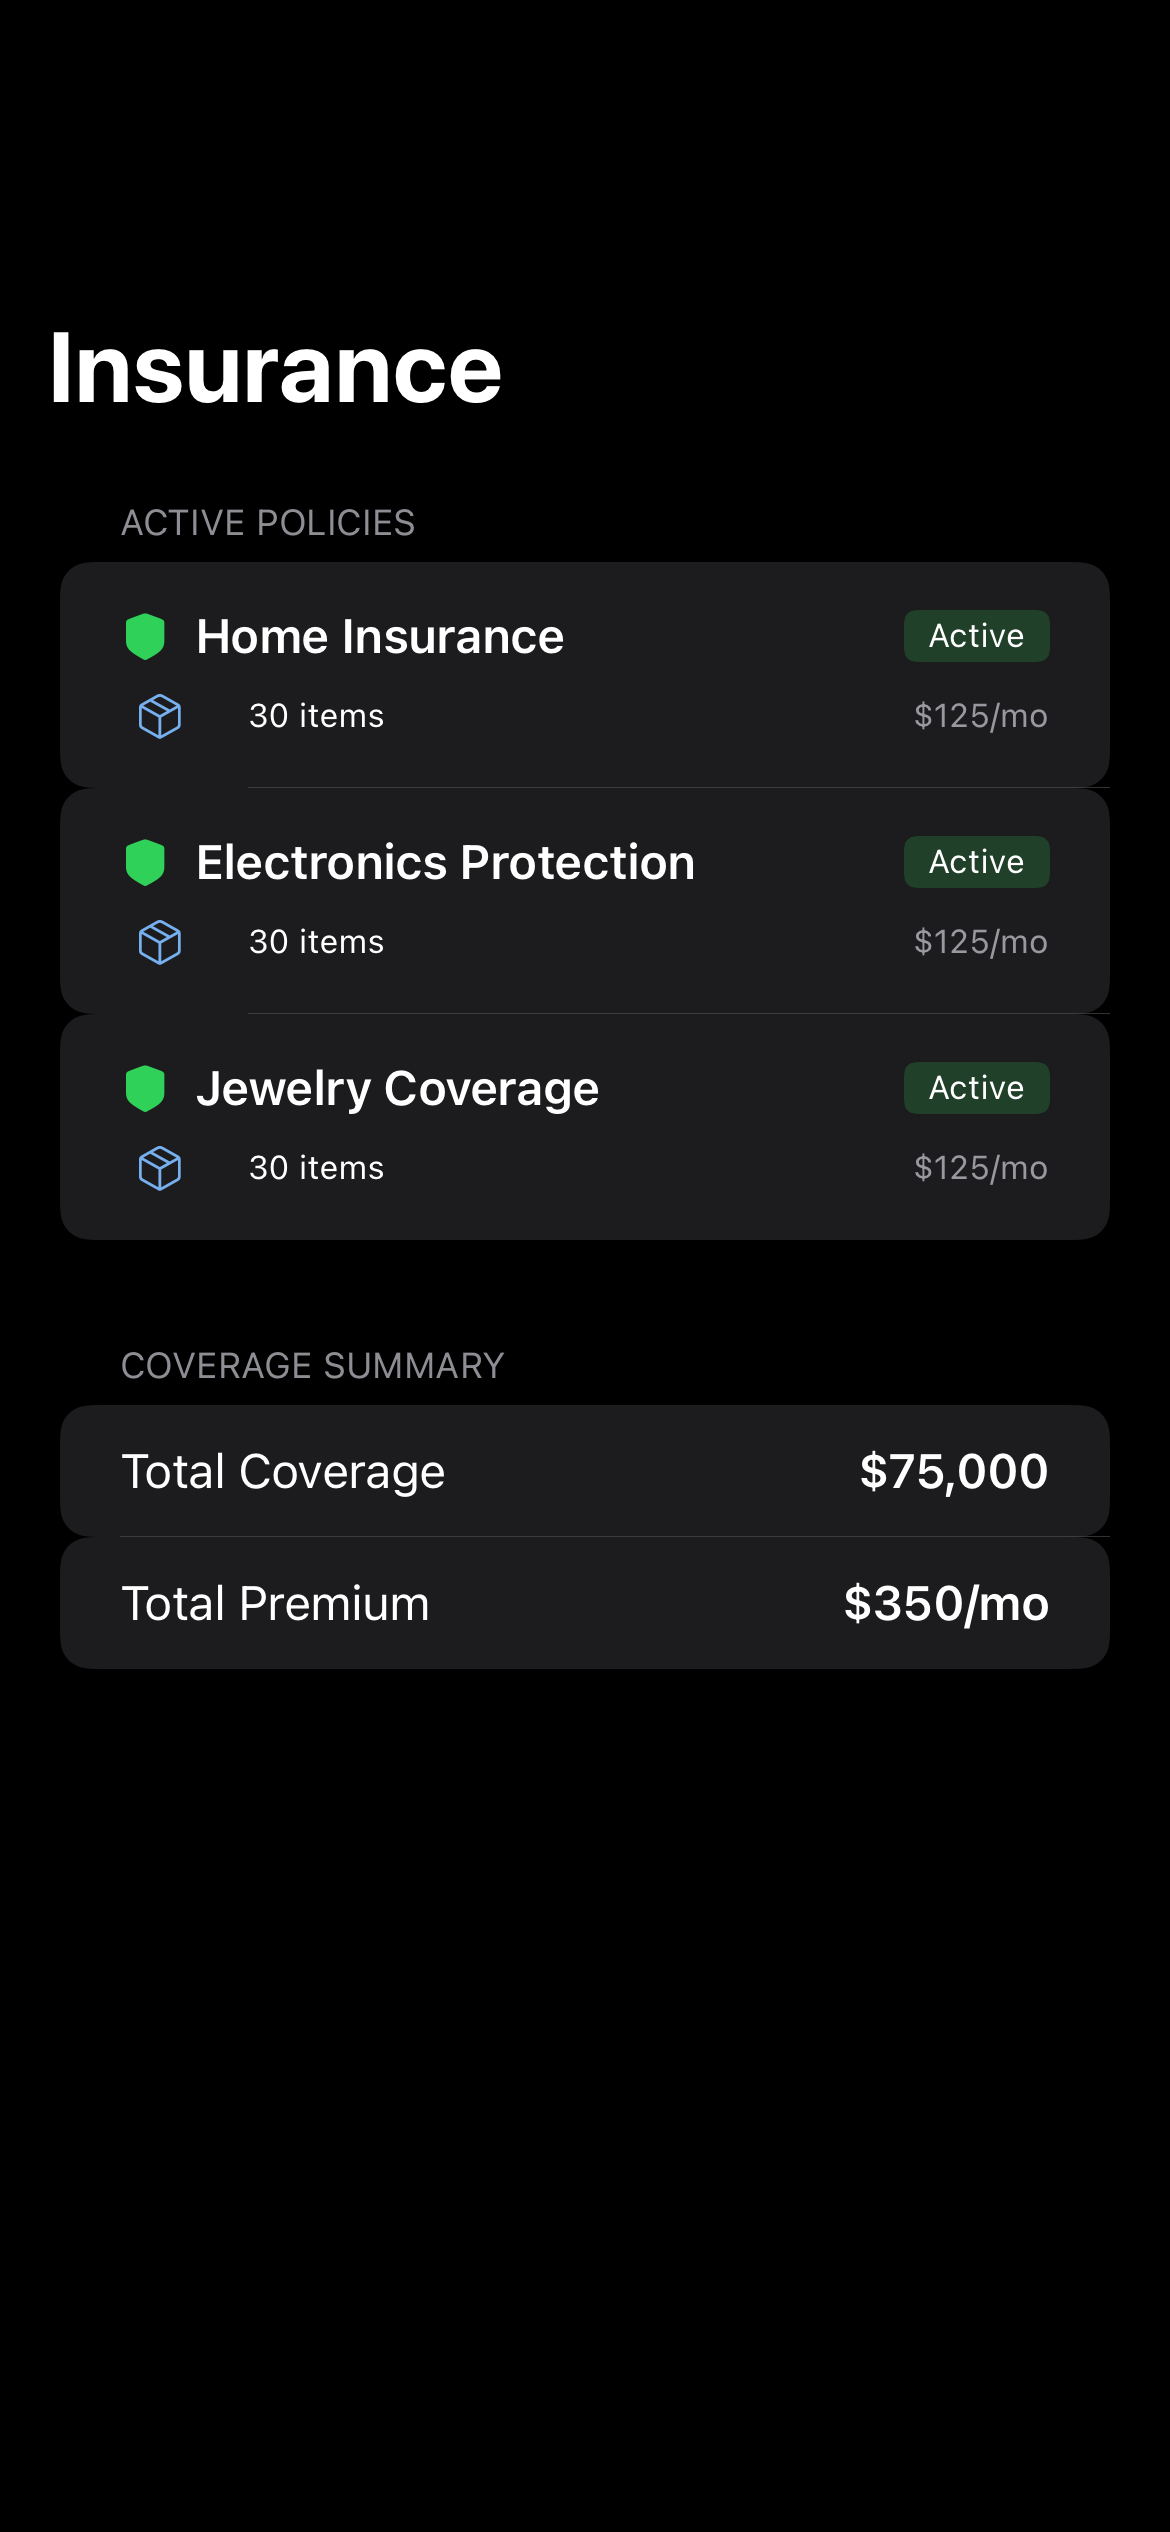 Insurance
ACTIVE POLICIES
Home Insurance Active
30 items $125/mo
Electronics Protection Active
30 items $125/mo
Jewelry Coverage Active
30 items $125/mo
COVERAGE SUMMARY
Total Coverage $75,000
Total Premium $350/mo